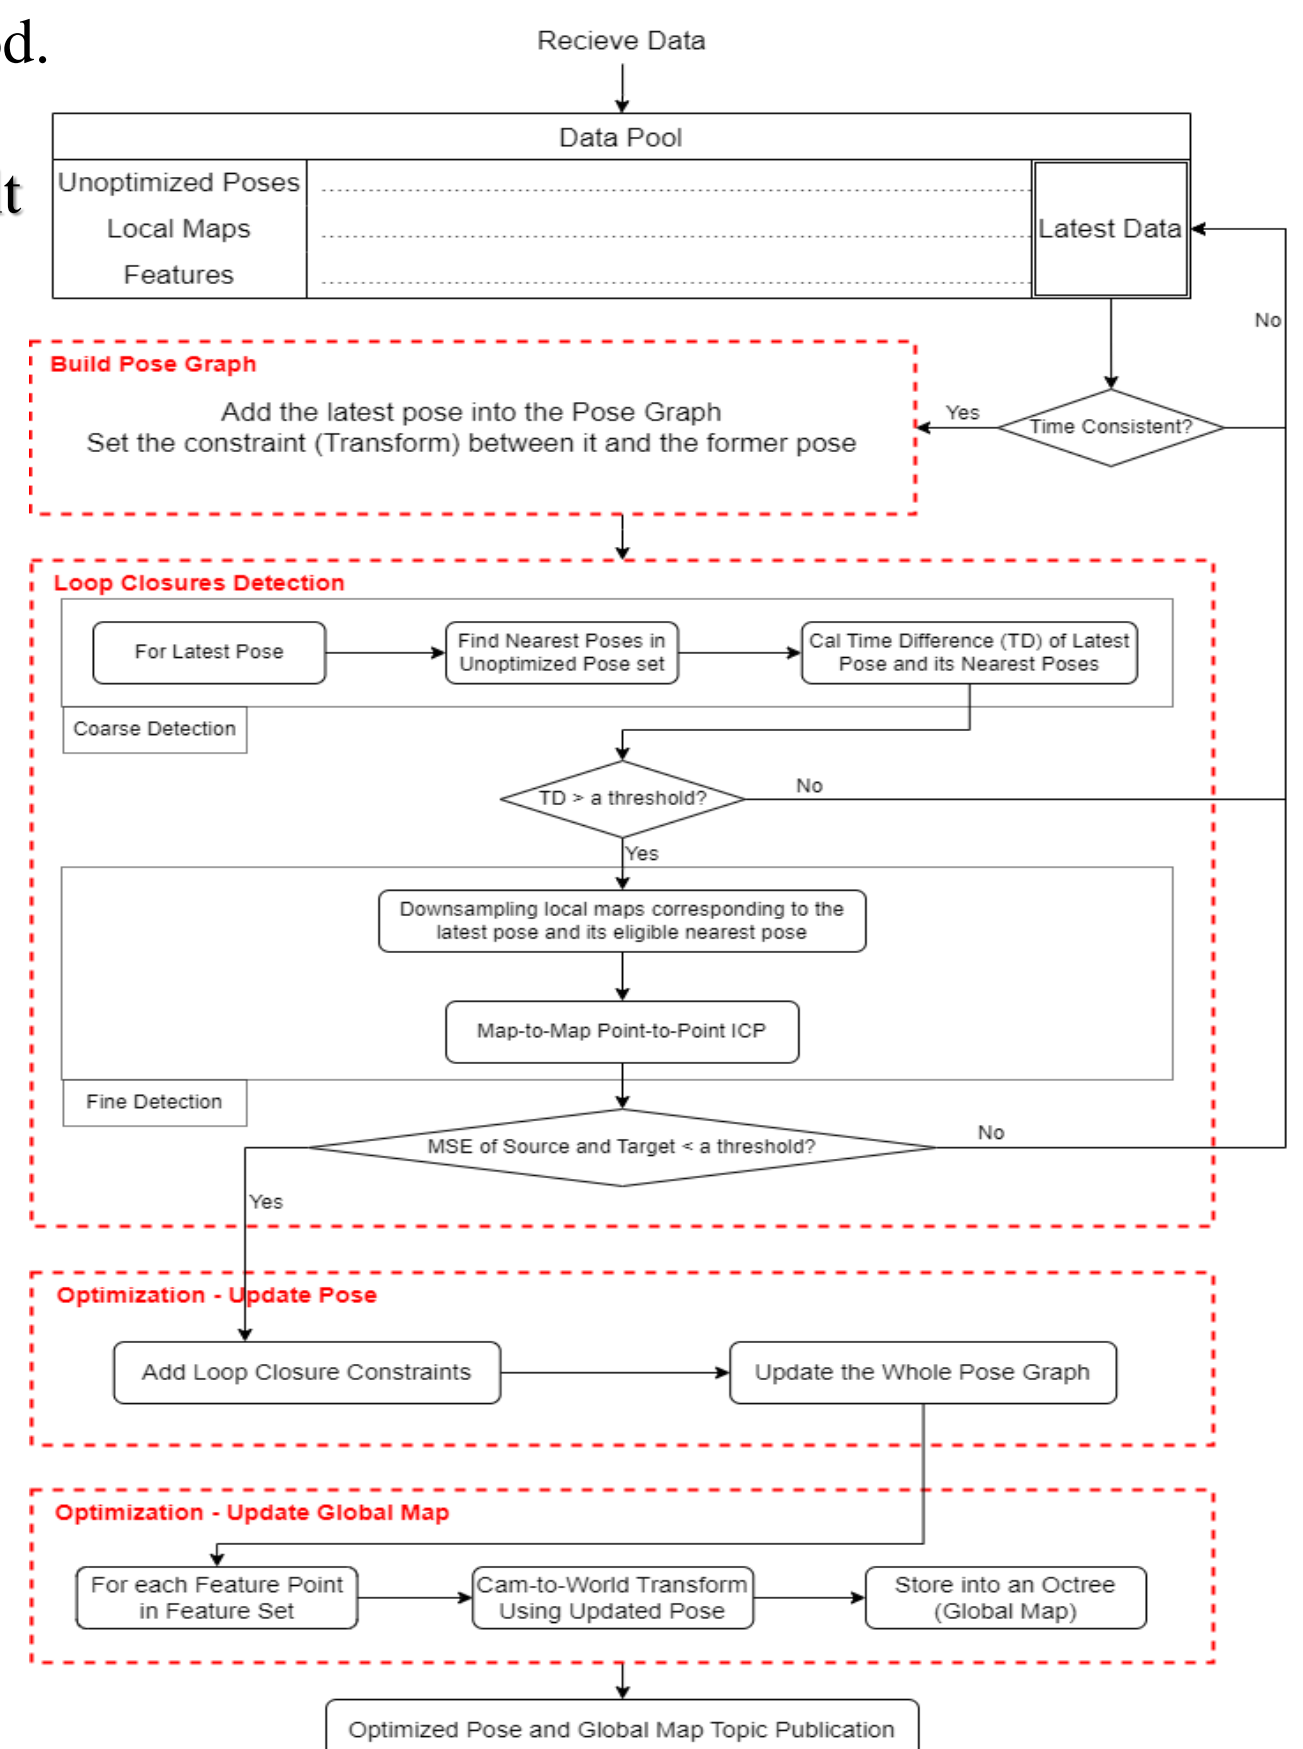 od.
lt
Recieve Data
Data Pool
Unoptimized Poses
Local Maps
Features
Latest Data
No
Build Pose Graph
Add the latest pose into the Pose Graph
Set the constraint (Transform) between it and the former pose
Yes
Time Consistent?
Loop Closures Detection
For Latest Pose
Find Nearest Poses in
Unoptimized Pose set
Cal Time Difference (TD) of Latest
Pose and its Nearest Poses
Coarse Detection
TD > a threshold?
No
Yes
Downsampling local maps corresponding to the
latest pose and its eligible nearest pose
Map-to-Map Point-to-Point ICP
Fine Detection
MSE of Source and Target < a threshold?
No
Yes
Optimization - Update Pose
Add Loop Closure Constraints
Update the Whole Pose Graph
Optimization - Update Global Map
For each Feature Point
in Feature Set
Cam-to-World Transform
Using Updated Pose
Store into an Octree
(Global Map)
Optimized Pose and Global Map Topic Publication